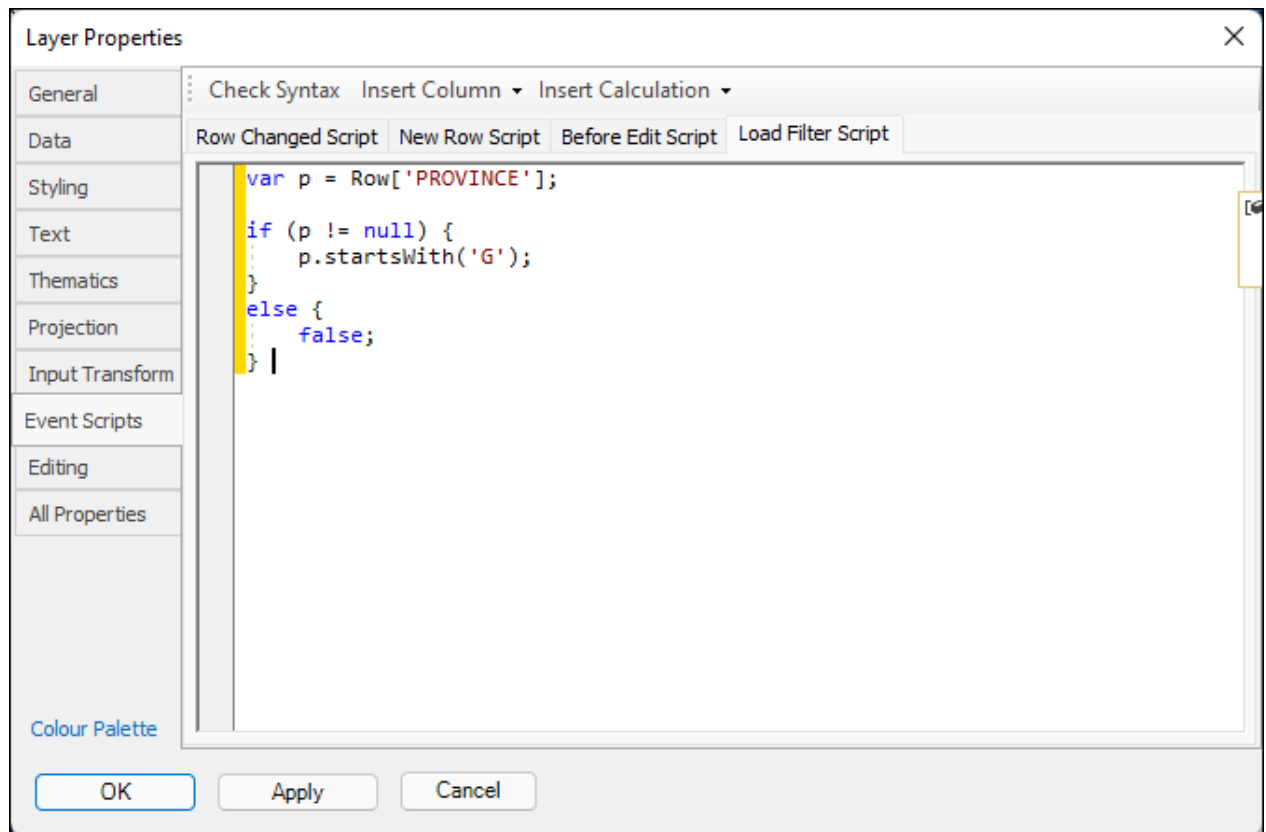 Layer Properties
General
Data
Styling
Text
Thematics
Projection
Input Transform
Event Scripts
Editing
All Properties
Colour Palette
Check Syntax Insert Column Insert Calculation
Row Changed Script New Row Script Before Edit Script Load Filter Script
var p = Row['PROVINCE'];
if (p != null) {
    p.startsWith('G');
}
else {
    false;
}
OK Apply Cancel